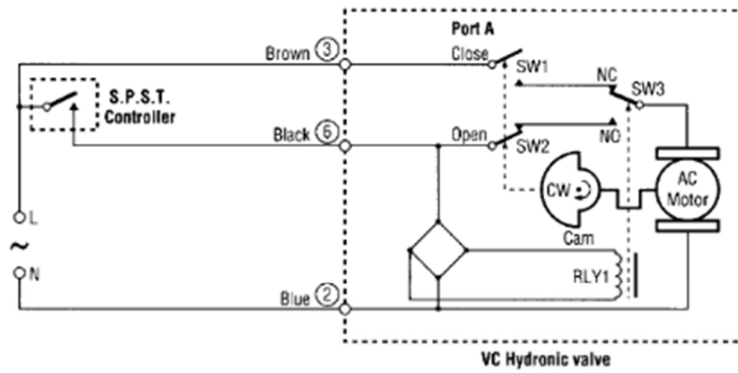 Port A
Brown ③
Close
SW1
NC
SW3
S.P.S.T.
Controller
Black ⑥
Open
SW2
NO
CW
AC
Motor
Cam
L
~
N
RLY1
Blue ②
VC Hydronic valve